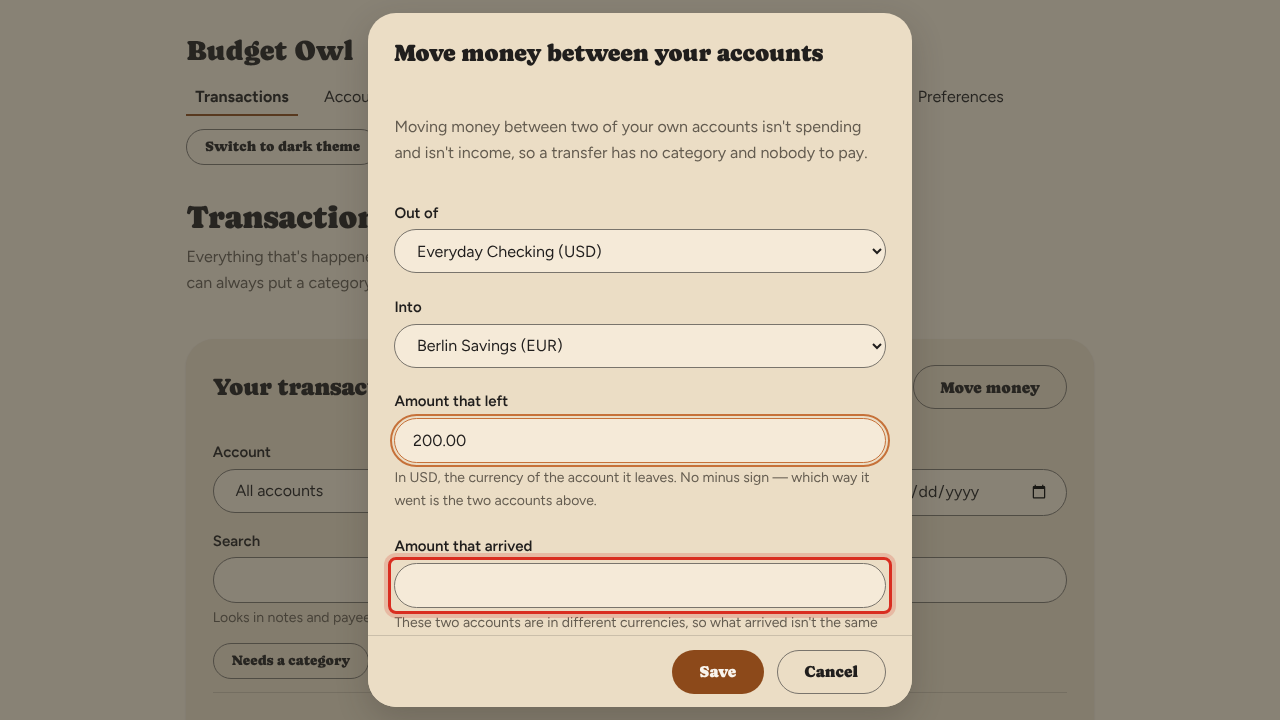 Budget Owl
Transactions
Preferences
Switch to dark theme
Everything that's
can always put a category
Move money between your accounts
Moving money between two of your own accounts isn't spending
and isn't income, so a transfer has no category and nobody to pay.
Out of
Everyday Checking (USD)
Into
Berlin Savings (EUR)
Amount that left
200.00
In USD, the currency of the account it leaves. No minus sign — which way it
went is the two accounts above.
Amount that arrived
These two accounts are in different currencies, so what arrived isn't the same
Save
Cancel
Your
Move money
Account
All accounts
/dd/yyyy
Search
Looks in notes and
Needs a category